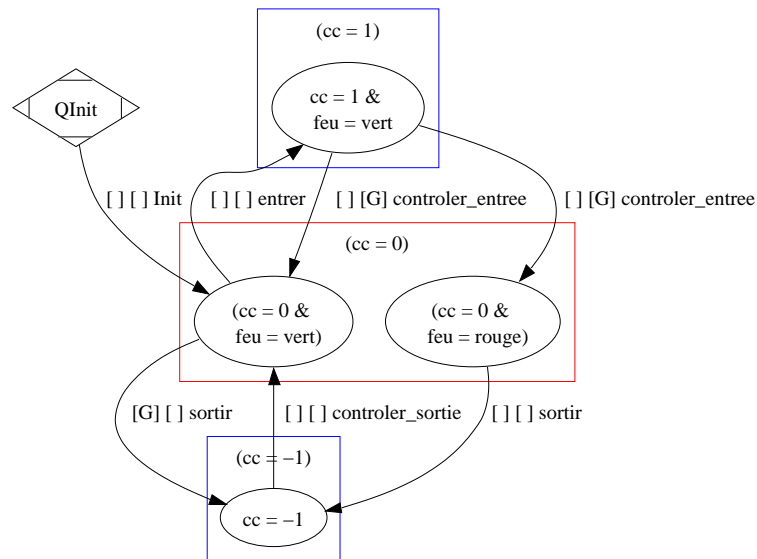 (cc = 1)
cc = 1 &
feu = vert
QInit
[ ] [ ] Init
[ ] [ ] entrer
[ ] [G] controler_entree
[ ] [G] controler_entree
(cc = 0)
(cc = 0 &
feu = vert)
(cc = 0 &
feu = rouge)
[G] [ ] sortir
[ ] [ ] controler_sortie
[ ] [ ] sortir
(cc = −1)
cc = −1